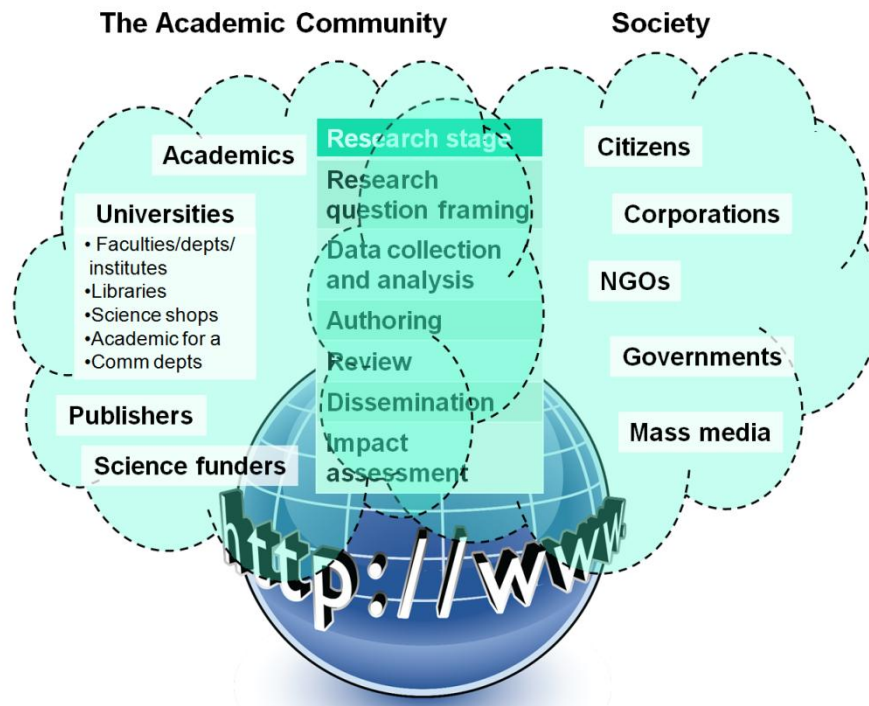 The Academic Community
Society
Academics
Universities
• Faculties/depts/
institutes
•Libraries
•Science shops
•Academic for a
•Comm depts
Publishers
Science funders
Research stage
Research
question framing
Data collection
and analysis
Authoring
Review
Dissemination
Impact
assessment
Citizens
Corporations
NGOs
Governments
Mass media
http://www